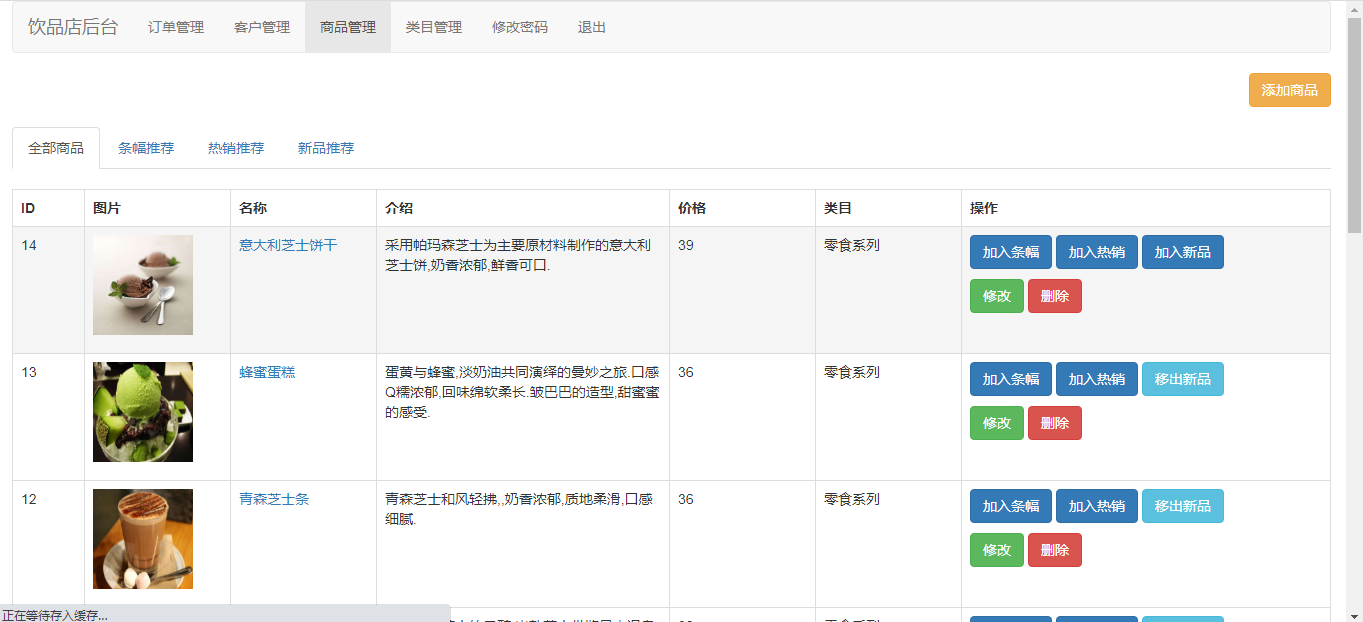 饮品店后台 订单管理 客户管理 商品管理 类目管理 修改密码 退出
添加商品
全部商品 条幅推荐 热销推荐 新品推荐
ID 图片 名称 介绍 价格 类目 操作
14 意大利芝士饼干 采用帕玛森芝士为主要原材料制作的意大利 39 零食系列 加入条幅 加入热销 加入新品
芝士饼,奶香浓郁,鲜香可口.
修改 删除
13 蜂蜜蛋糕 蛋黄与蜂蜜,淡奶油共同演绎的曼妙之旅.口感 36 零食系列 加入条幅 加入热销 移出新品
Q糯浓郁,回味绵软柔长.皱巴巴的造型,甜蜜蜜
的感受.
修改 删除
12 青森芝士条 青森芝士和风轻拂,,奶香浓郁,质地柔滑,口感 36 零食系列 加入条幅 加入热销 移出新品
细腻.
修改 删除
正在等待存入缓存...